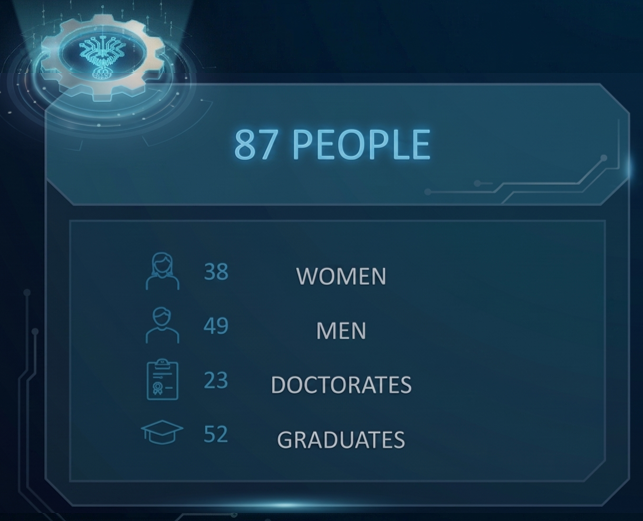 87 PEOPLE
38 WOMEN
49 MEN
23 DOCTORATES
52 GRADUATES